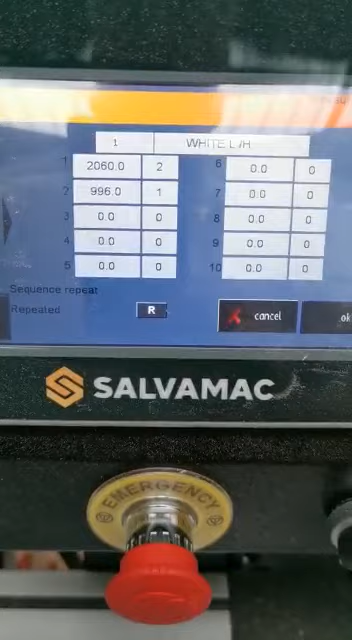 1 WHITE L/H
1 2060.0 2 6 0.0 0
2 996.0 1 7 0.0 0
3 0.0 0 8 0.0 0
4 0.0 0 9 0.0 0
5 0.0 0 10 0.0 0
Sequence repeat
Repeated R cancel ok
SALVAMAC
EMERGENCY